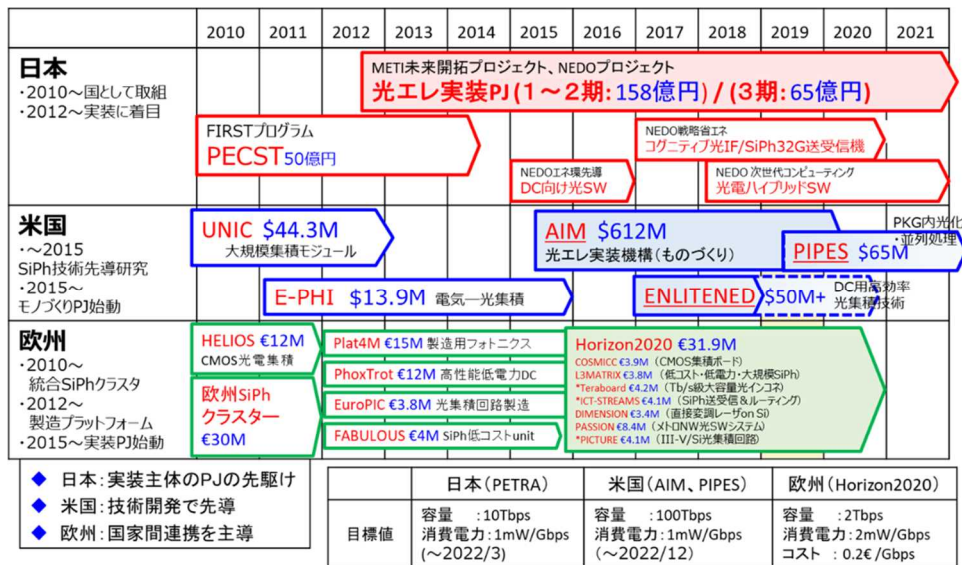 2010 2011 2012 2013 2014 2015 2016 2017 2018 2019 2020 2021
日本
・2010～国として取組
・2012～実装に着目
METI未来開拓プロジェクト、NEDOプロジェクト
光エレ実装PJ(1～2期:158億円) / (3期:65億円)
FIRSTプログラム
PECST 50億円
NEDO戦略省エネ
コグニティブ光IF/SiPh32G送受信機
NEDOエネ環先導
DC向け光SW
NEDO 次世代コンピューティング
光電ハイブリッドSW
米国
・～2015
SiPh技術先導研究
・2015～
モノづくりPJ始動
UNIC $44.3M
大規模集積モジュール
AIM $612M
光エレ実装機構(ものづくり)
PKG内光化
・並列処理
PIPES $65M
E-PHI $13.9M 電気―光集積
ENLITENED $50M+
DC用高効率
光集積技術
欧州
・2010～
統合SiPhクラスタ
・2012～
製造プラットフォーム
・2015～実装PJ始動
HELIOS €12M
CMOS光電集積
欧州SiPh
クラスター
€30M
Plat4M €15M 製造用フォトニクス
PhoxTrot €12M 高性能低電力DC
EuroPIC €3.8M 光集積回路製造
FABULOUS €4M SiPh低コストunit
Horizon2020 €31.9M
COSMICC €3.9M (CMOS集積ボード)
L3MATRIX €3.8M (低コスト・低電力・大規模SiPh)
*Teraboard €4.2M (Tb/s級大容量光インコネ)
*ICT-STREAMS €4.1M (SiPh送受信&ルーティング)
DIMENSION €3.4M (直接変調レーザon Si)
PASSION €8.4M (メトロNW光SWシステム)
*PICTURE €4.1M (III-V/Si光集積回路)
◆ 日本:実装主体のPJの先駆け
◆ 米国:技術開発で先導
◆ 欧州:国家間連携を主導
日本(PETRA) 米国(AIM、PIPES) 欧州(Horizon2020)
目標値
容量 :10Tbps
消費電力:1mW/Gbps
(～2022/3)
容量 :100Tbps
消費電力:1mW/Gbps
(～2022/12)
容量 :2Tbps
消費電力:2mW/Gbps
コスト :0.2€/Gbps